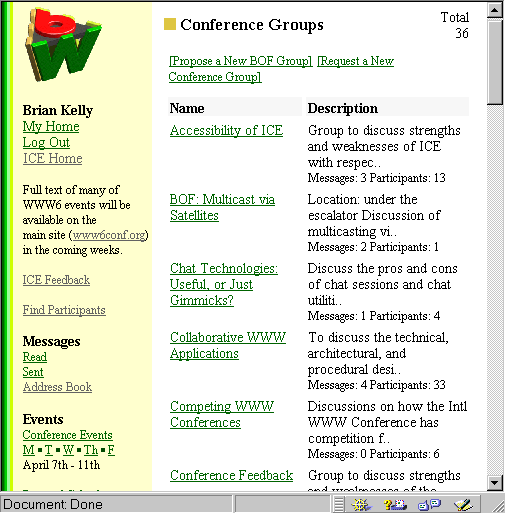 b
W
Brian Kelly
My Home
Log Out
ICE Home
Full text of many of
WWW6 events will be
available on the
main site (www6conf.org)
in the coming weeks.
ICE Feedback
Find Participants
Messages
Read
Sent
Address Book
Events
Conference Events
M ▪ T ▪ W ▪ Th ▪ F
April 7th - 11th
Conference Groups
Total
36
[Propose a New BOF Group] [Request a New
Conference Group]
Name Description
Accessibility of ICE
Group to discuss strengths
and weaknesses of ICE
with respec..
Messages: 3 Participants: 13
BOF: Multicast via
Satellites
Location: under the
escalator Discussion of
multicasting vi..
Messages: 2 Participants: 1
Chat Technologies:
Useful, or Just
Gimmicks?
Discuss the pros and cons
of chat sessions and chat
utiliti..
Messages: 1 Participants: 4
Collaborative WWW
Applications
To discuss the technical,
architectural, and
procedural desi..
Messages: 4 Participants: 33
Competing WWW
Conferences
Discussions on how the Intl
WWW Conference has
competition f..
Messages: 0 Participants: 6
Conference Feedback
Group to discuss strengths
and weaknesses of the
Document: Done